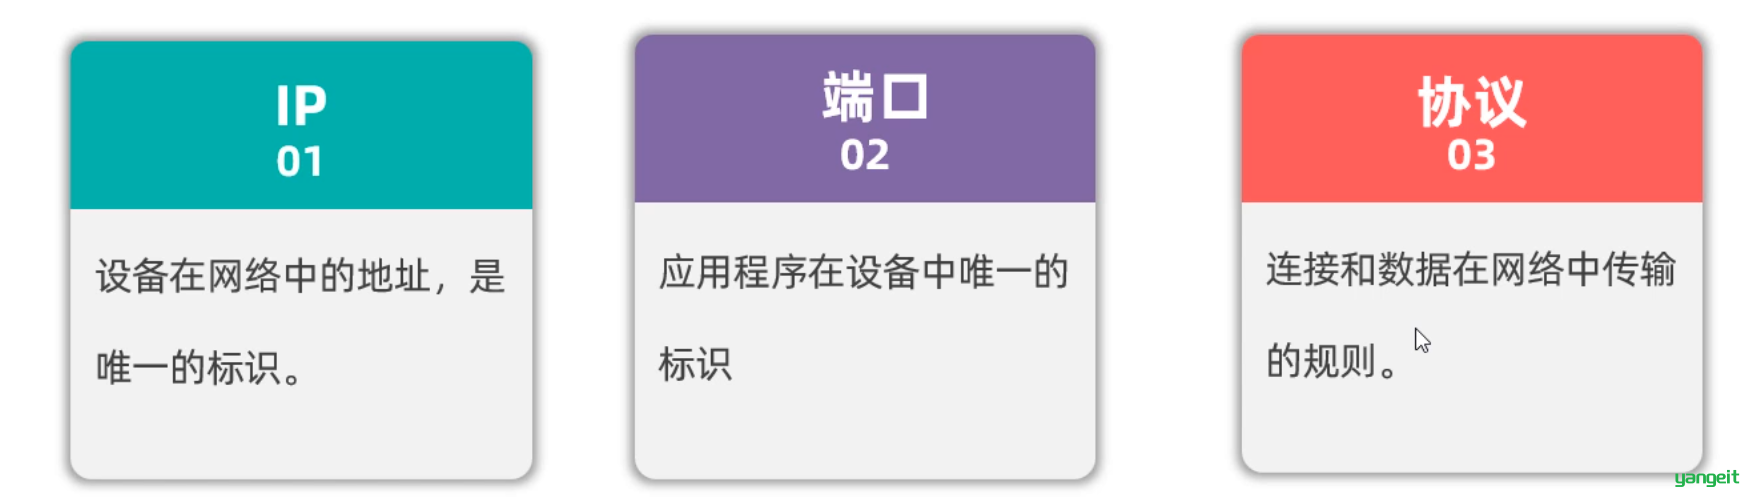 IP
01
设备在网络中的地址，是
唯一的标识。
端口
02
应用程序在设备中唯一的
标识
协议
03
连接和数据在网络中传输
的规则。
yangeit